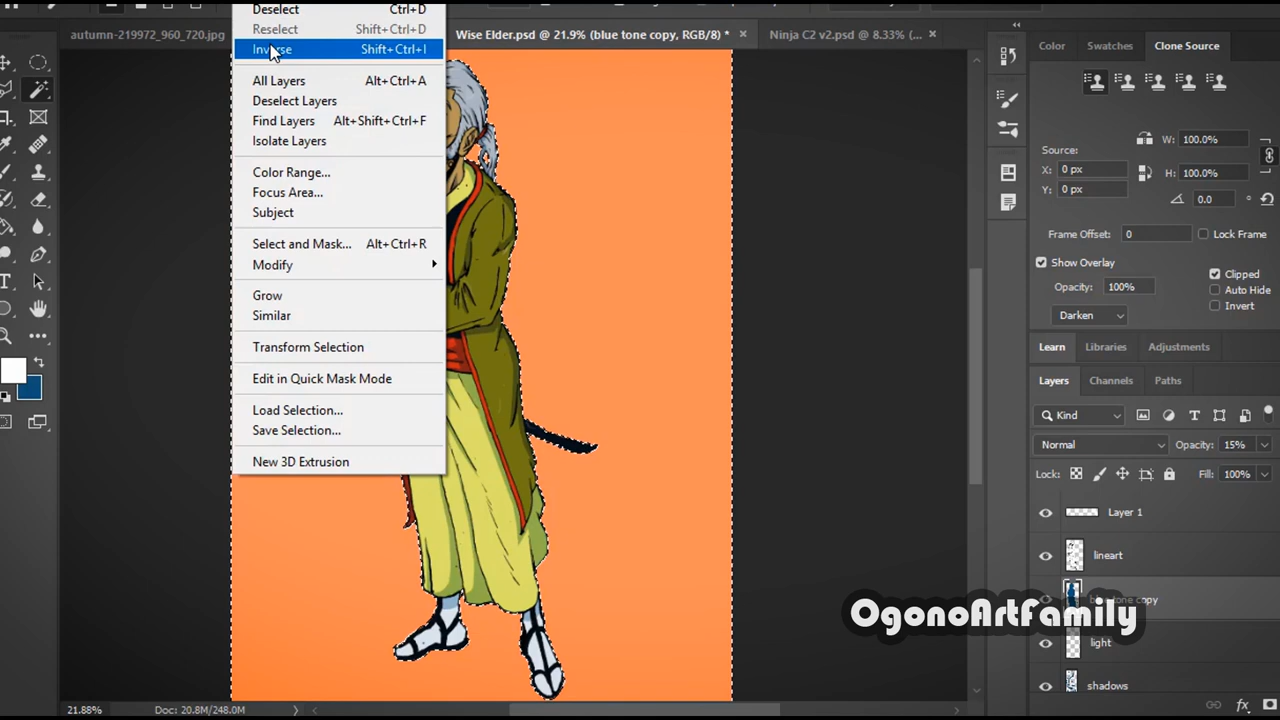 Deselect Ctrl+D
autumn-219972_960_720.jpg
Reselect Shift+Ctrl+D
Wise Elder.psd @ 21.9% (blue tone copy, RGB/8) * ×
Ninja C2 v2.psd @ 8.33% (... ×
Inverse Shift+Ctrl+I
All Layers Alt+Ctrl+A
Deselect Layers
Find Layers Alt+Shift+Ctrl+F
Isolate Layers
Color Range...
Focus Area...
Subject
Select and Mask... Alt+Ctrl+R
Modify
Grow
Similar
Transform Selection
Edit in Quick Mask Mode
Load Selection...
Save Selection...
New 3D Extrusion
Color Swatches Clone Source
W: 100.0%
Source:
X: 0 px
H: 100.0%
Y: 0 px
0.0 °
Frame Offset: 0 Lock Frame
Show Overlay
Clipped
Opacity: 100%
Auto Hide
Invert
Darken
Learn Libraries Adjustments
Layers Channels Paths
Kind
Normal Opacity: 15%
Lock: Fill: 100%
Layer 1
lineart
blue tone copy
OgonoArtFamily
light
shadows
21.88% Doc: 20.8M/248.0M
fx